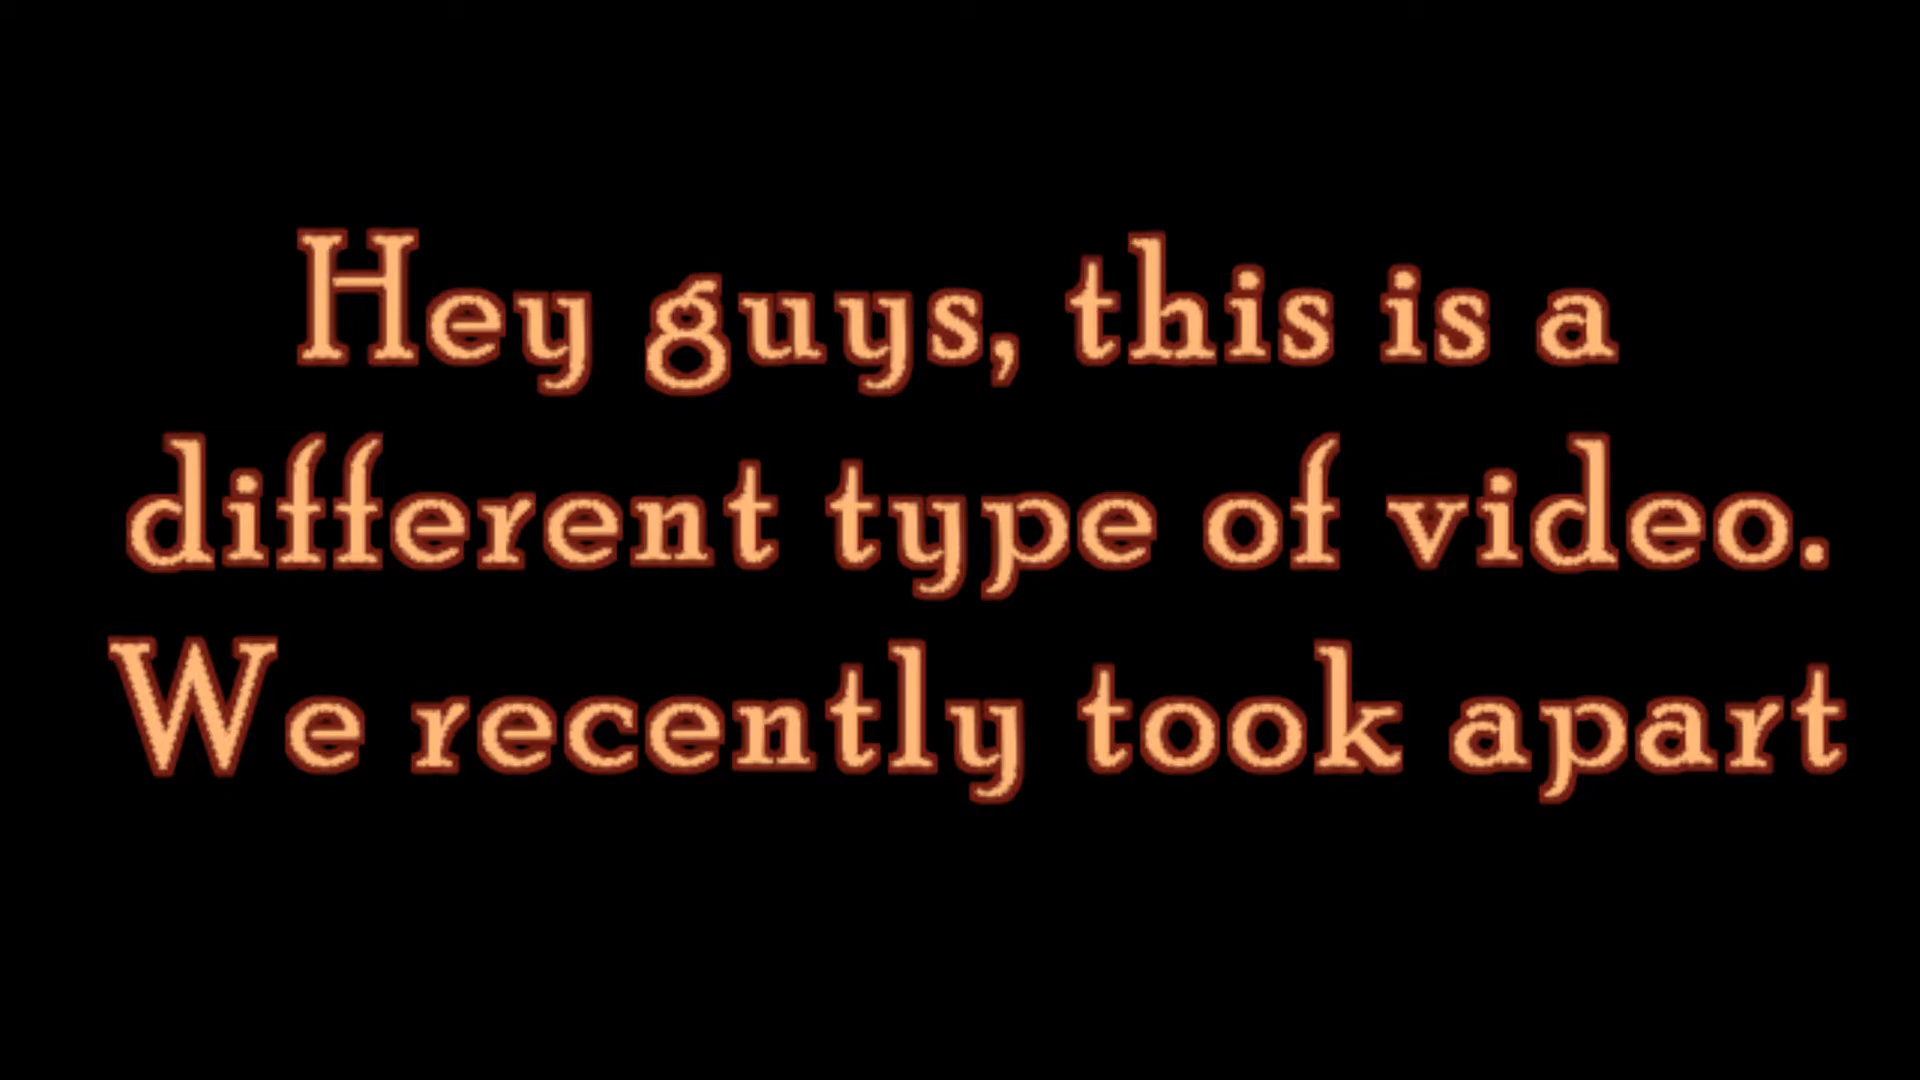 Hey guys, this is a
different type of video.
We recently took apart